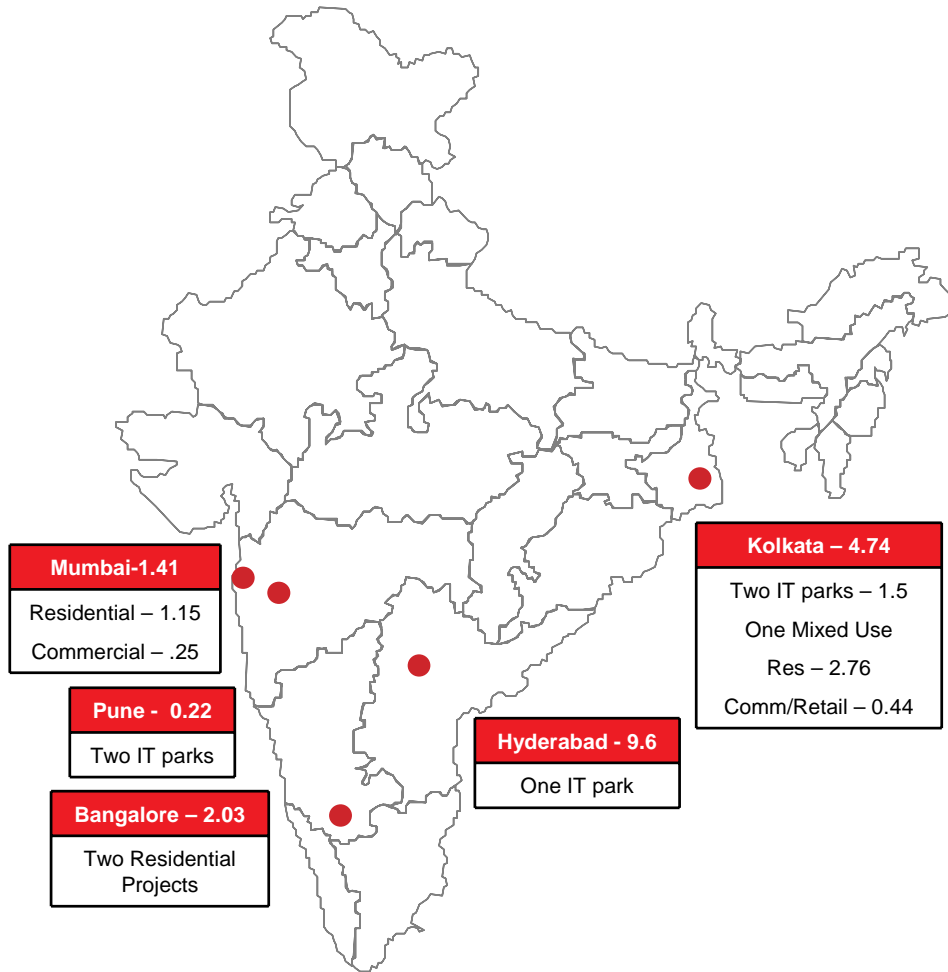 Mumbai-1.41
Residential – 1.15
Commercial – .25
Pune - 0.22
Two IT parks
Bangalore – 2.03
Two Residential
Projects
Hyderabad - 9.6
One IT park
Kolkata – 4.74
Two IT parks – 1.5
One Mixed Use
Res – 2.76
Comm/Retail – 0.44